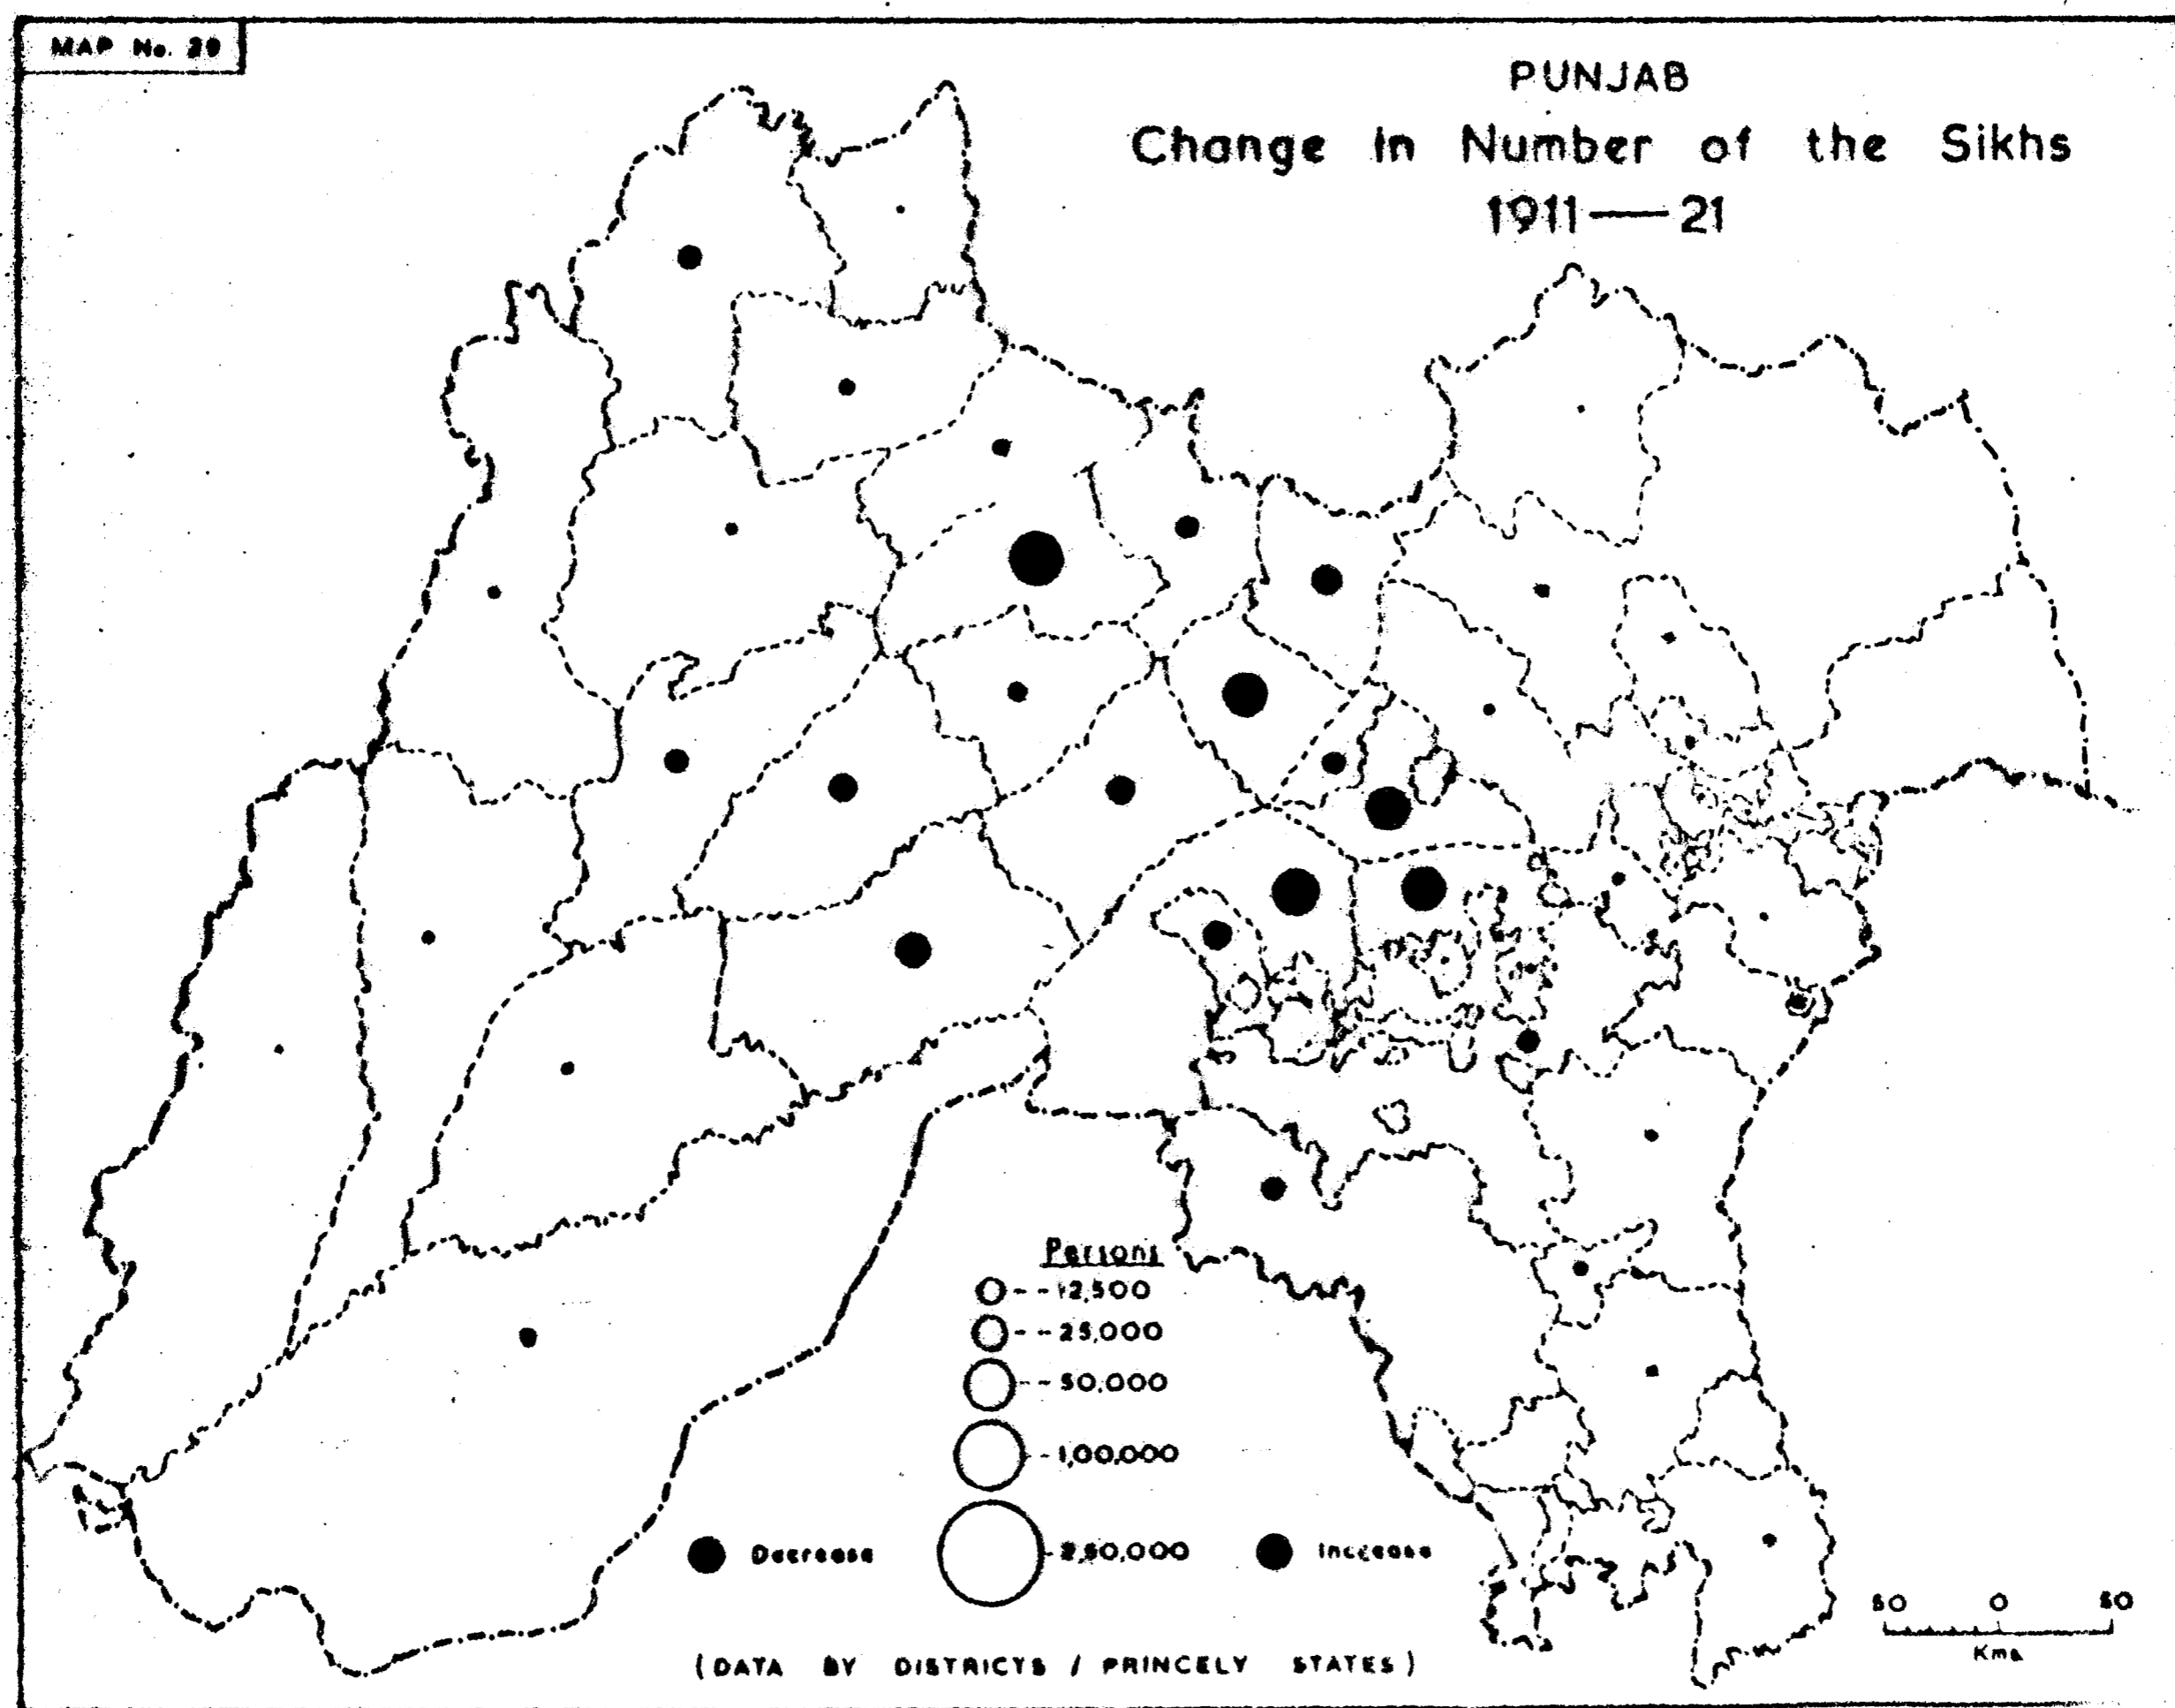 MAP No. 29
PUNJAB
Change in Number of the Sikhs
1911—21
Persons
12,500
25,000
50,000
1,00,000
2,50,000
Decrease
Increase
50 0 50
Kms
(DATA BY DISTRICTS / PRINCELY STATES)